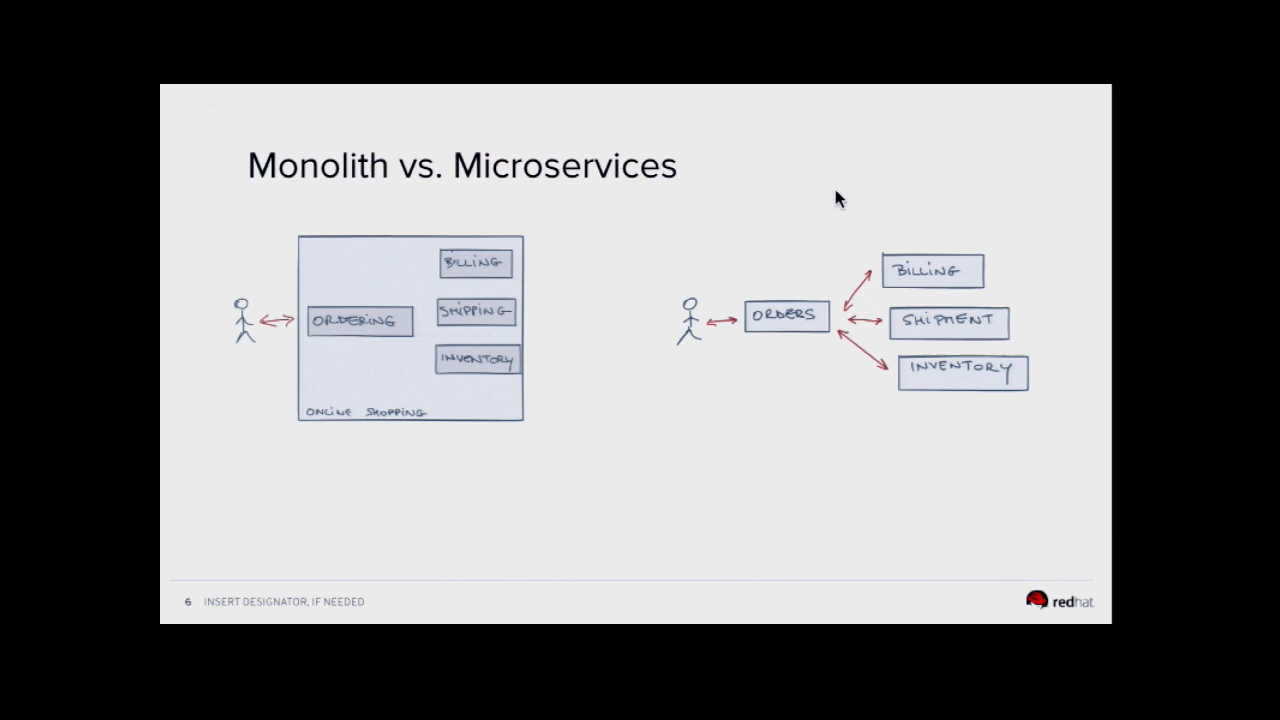 Monolith vs. Microservices
BILLING
SHIPPING
ORDERING
INVENTORY
ONLINE SHOPPING
BILLING
ORDERS
SHIPMENT
INVENTORY
6 INSERT DESIGNATOR, IF NEEDED
redhat